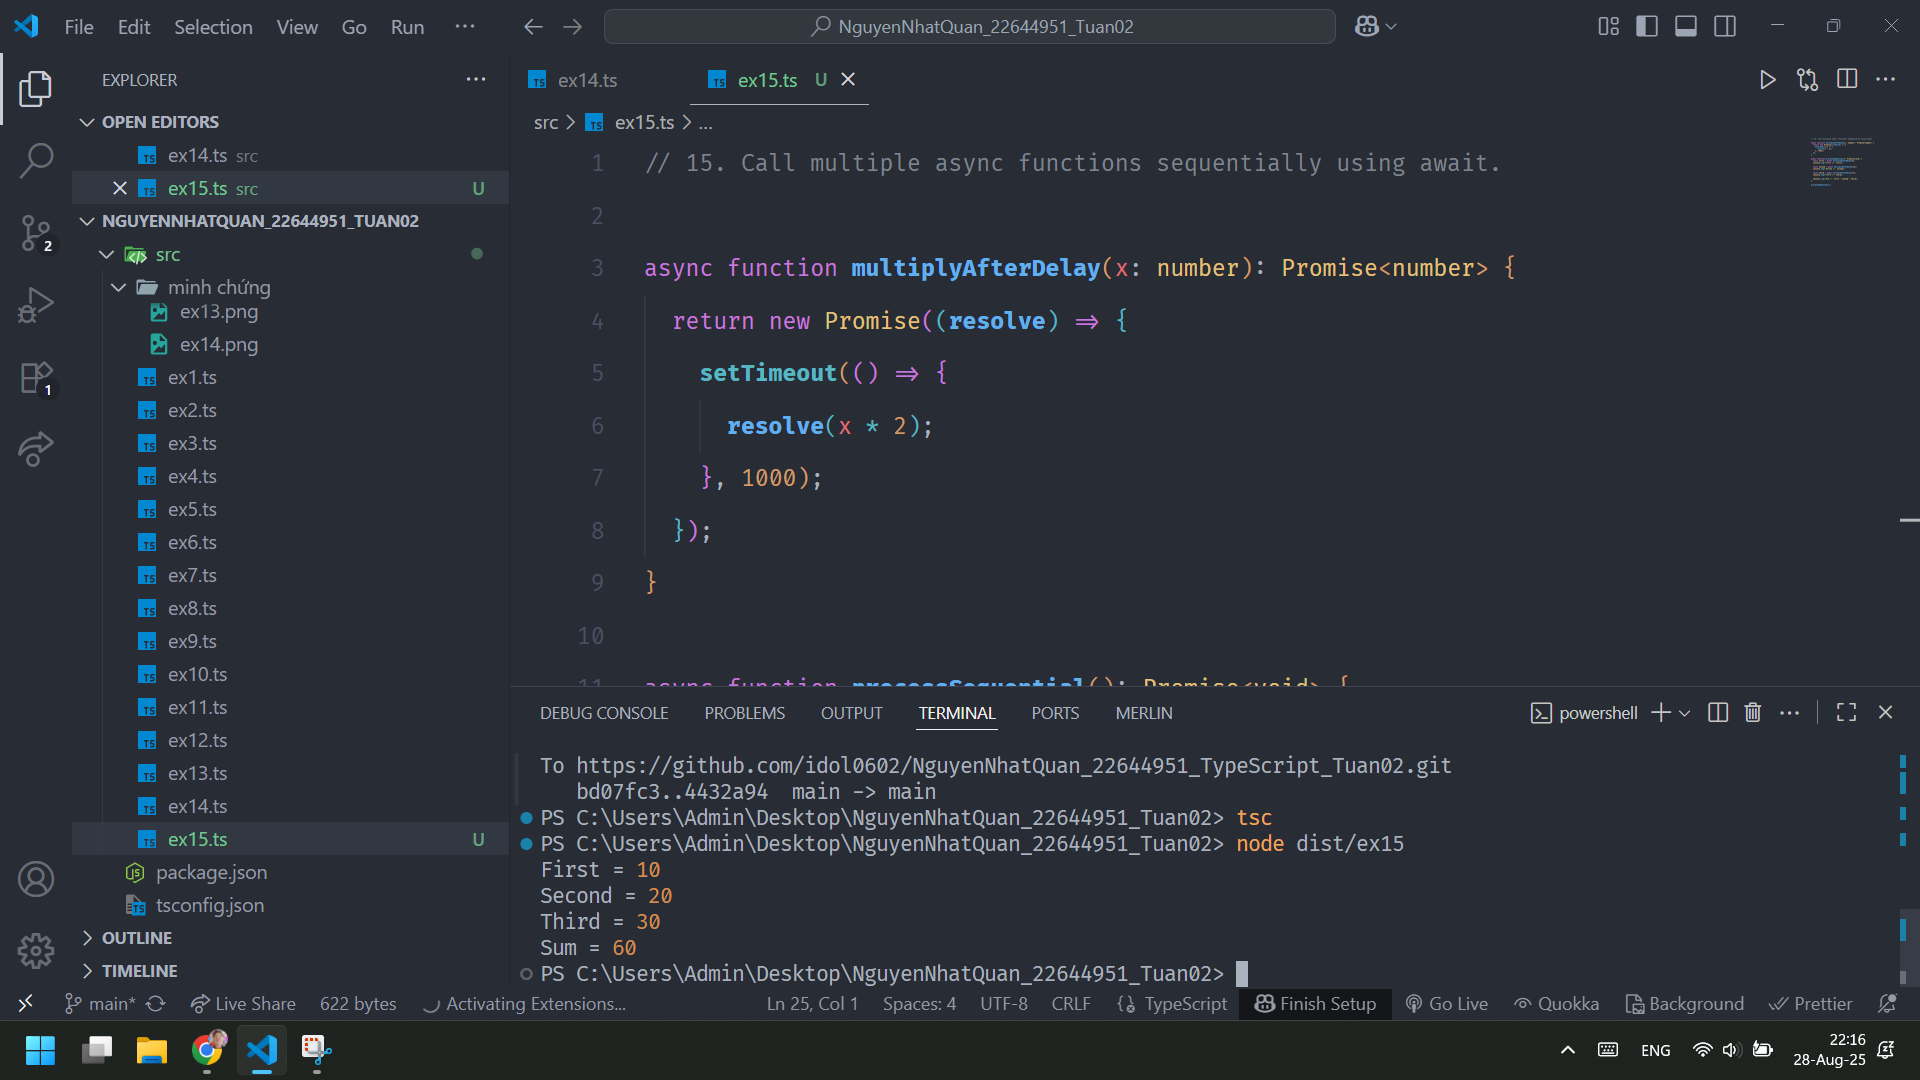 File Edit Selection View Go Run ···
NguyenNhatQuan_22644951_Tuan02
EXPLORER
OPEN EDITORS
ex14.ts src
ex15.ts src U
NGUYENNHATQUAN_22644951_TUAN02
src
minh chứng
ex13.png
ex14.png
ex1.ts
ex2.ts
ex3.ts
ex4.ts
ex5.ts
ex6.ts
ex7.ts
ex8.ts
ex9.ts
ex10.ts
ex11.ts
ex12.ts
ex13.ts
ex14.ts
ex15.ts U
package.json
tsconfig.json
OUTLINE
TIMELINE
2
1
ex14.ts
ex15.ts U
src > ex15.ts > ...
1 // 15. Call multiple async functions sequentially using await.
2
3 async function multiplyAfterDelay(x: number): Promise<number> {
4 return new Promise((resolve) => {
5 setTimeout(() => {
6 resolve(x * 2);
7 }, 1000);
8 });
9 }
10
11 async function processSequential(): Promise<void> {
DEBUG CONSOLE PROBLEMS OUTPUT TERMINAL PORTS MERLIN
powershell
To https://github.com/idol0602/NguyenNhatQuan_22644951_TypeScript_Tuan02.git
bd07fc3..4432a94 main -> main
PS C:\Users\Admin\Desktop\NguyenNhatQuan_22644951_Tuan02> tsc
PS C:\Users\Admin\Desktop\NguyenNhatQuan_22644951_Tuan02> node dist/ex15
First = 10
Second = 20
Third = 30
Sum = 60
PS C:\Users\Admin\Desktop\NguyenNhatQuan_22644951_Tuan02>
main* Live Share 622 bytes Activating Extensions... Ln 25, Col 1 Spaces: 4 UTF-8 CRLF {} TypeScript Finish Setup Go Live Quokka Background Prettier
ENG
22:16
28-Aug-25